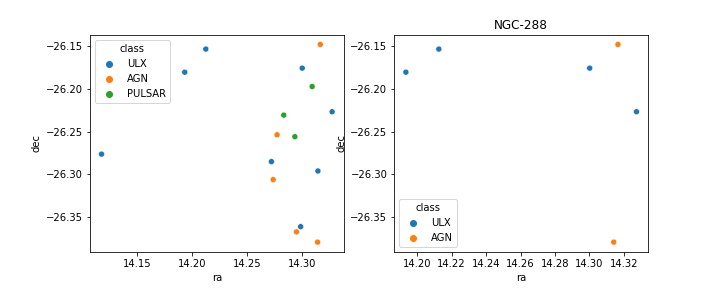 NGC-288
class
ULX
AGN
PULSAR
−26.15
−26.20
−26.25
−26.30
−26.35
dec
14.15
14.20
14.25
14.30
ra
−26.15
−26.20
−26.25
−26.30
−26.35
dec
class
ULX
AGN
14.20
14.22
14.24
14.26
14.28
14.30
14.32
ra